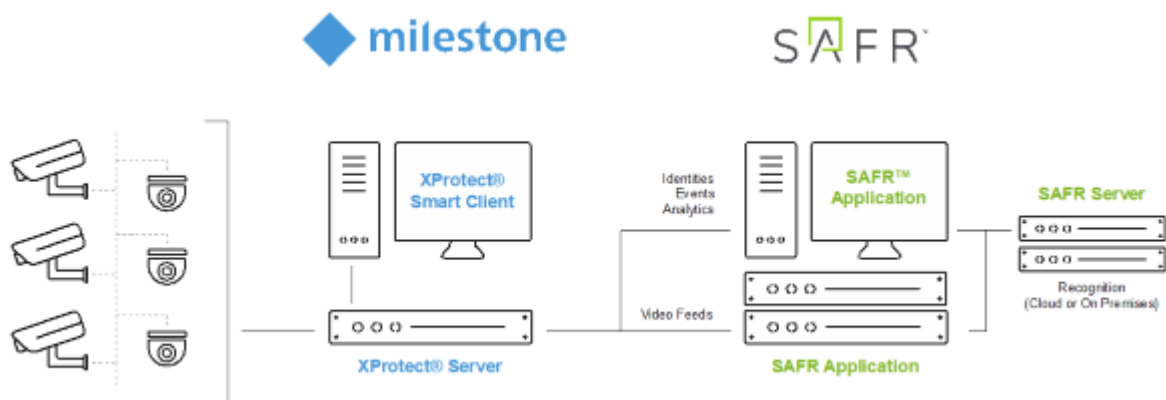 milestone
SAFR™
XProtect®
Smart Client
XProtect® Server
Identities
Events
Analytics
Video Feeds
SAFR™
Application
SAFR Application
SAFR Server
Recognition
(Cloud or On Premises)